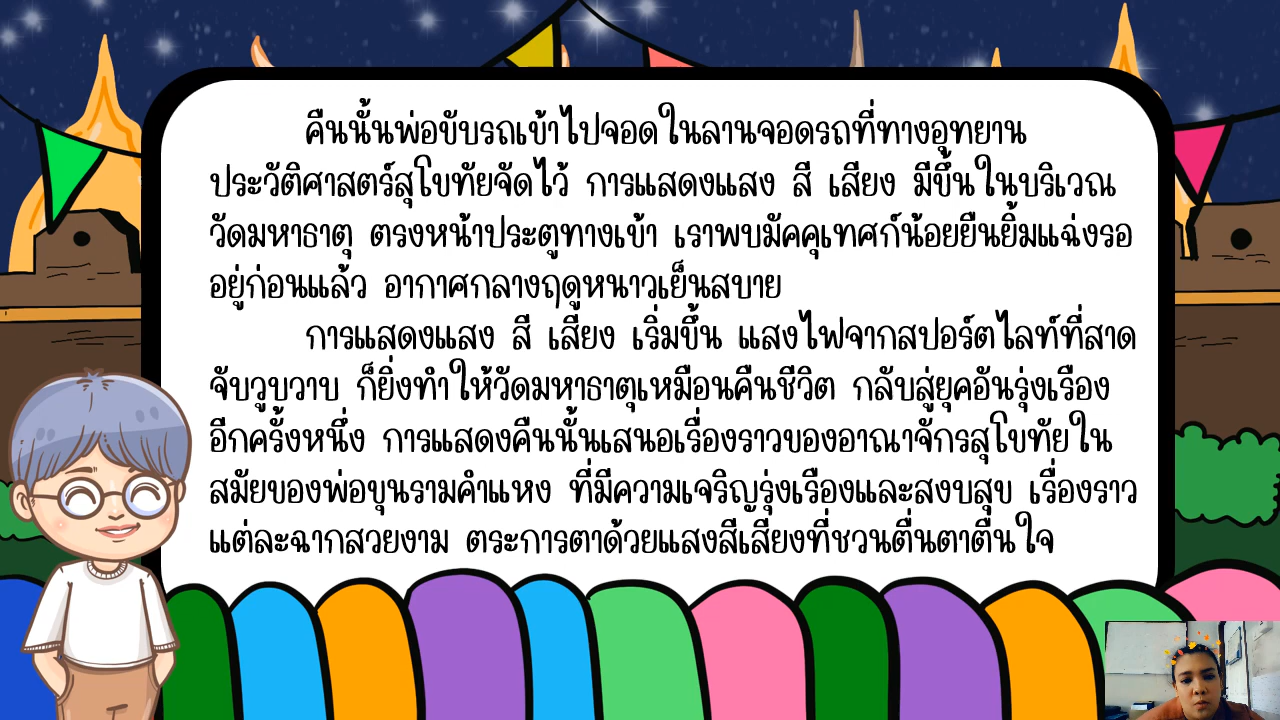 คืนนั้นพ่อขับรถเข้าไปจอดในลานจอดรถที่ทางอุทยาน
ประวัติศาสตร์สุโขทัยจัดไว้ การแสดงแสง สี เสียง มีขึ้นในบริเวณ
วัดมหาธาตุ ตรงหน้าประตูทางเข้า เราพบมัคคุเทศก์น้อยยืนยิ้มแฉ่งรอ
อยู่ก่อนแล้ว อากาศกลางฤดูหนาวเย็นสบาย
การแสดงแสง สี เสียง เริ่มขึ้น แสงไฟจากสปอร์ตไลท์ที่สาด
จับวูบวาบ ก็ยิ่งทำให้วัดมหาธาตุเหมือนคืนชีวิต กลับสู่ยุคอันรุ่งเรือง
อีกครั้งหนึ่ง การแสดงคืนนั้นเสนอเรื่องราวของอาณาจักรสุโขทัยใน
สมัยของพ่อขุนรามคำแหง ที่มีความเจริญรุ่งเรืองและสงบสุข เรื่องราว
แต่ละฉากสวยงาม ตระการตาด้วยแสงสีเสียงที่ชวนตื่นตาตื่นใจ